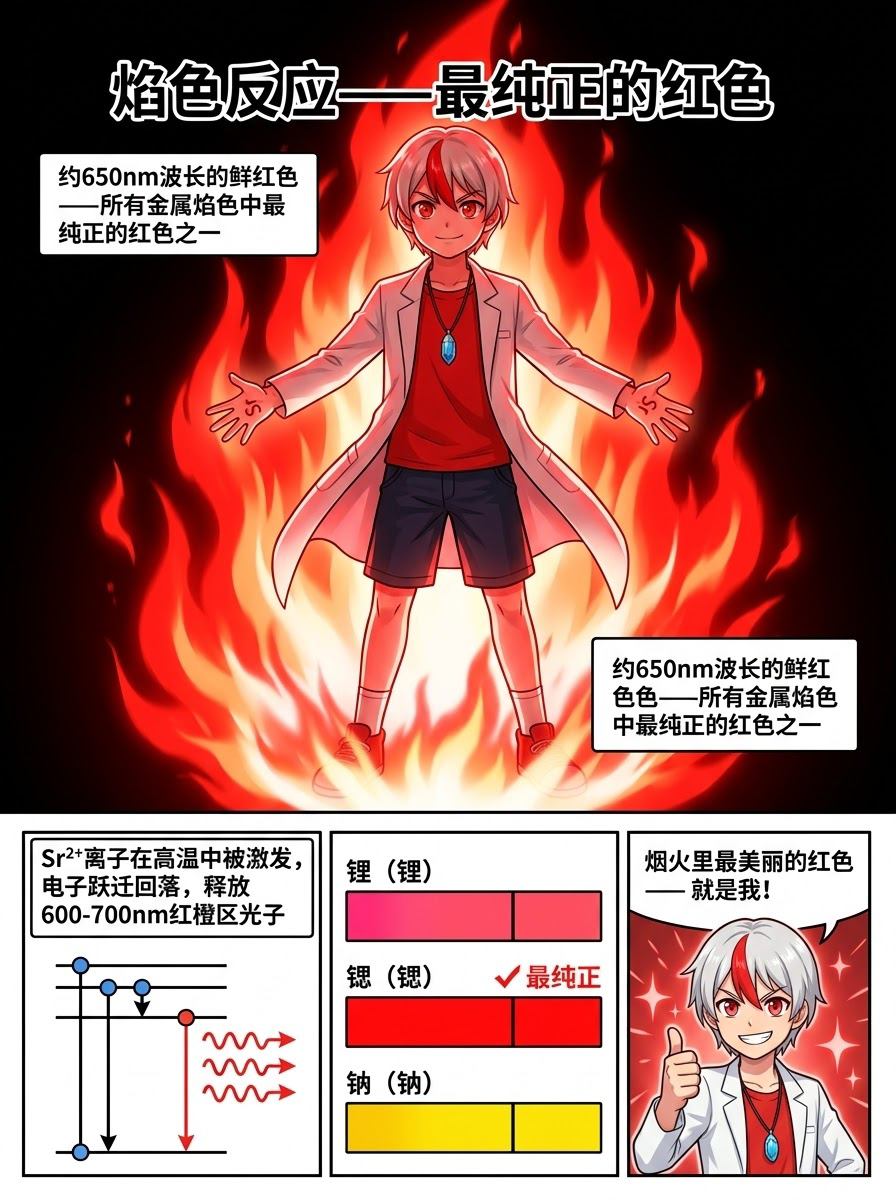 焰色反应——最纯正的红色
约650nm波长的鲜红色
——所有金属焰色中最
纯正的红色之一
Sr
Sr
约650nm波长的鲜红
色色——所有金属焰色
中最纯正的红色之一
Sr²⁺离子在高温中被激发，
电子跃迁回落，释放
600-700nm红橙区光子
锂（锂）
锶（锶） ✓最纯正
钠（钠）
烟火里最美丽的红色
—— 就是我！